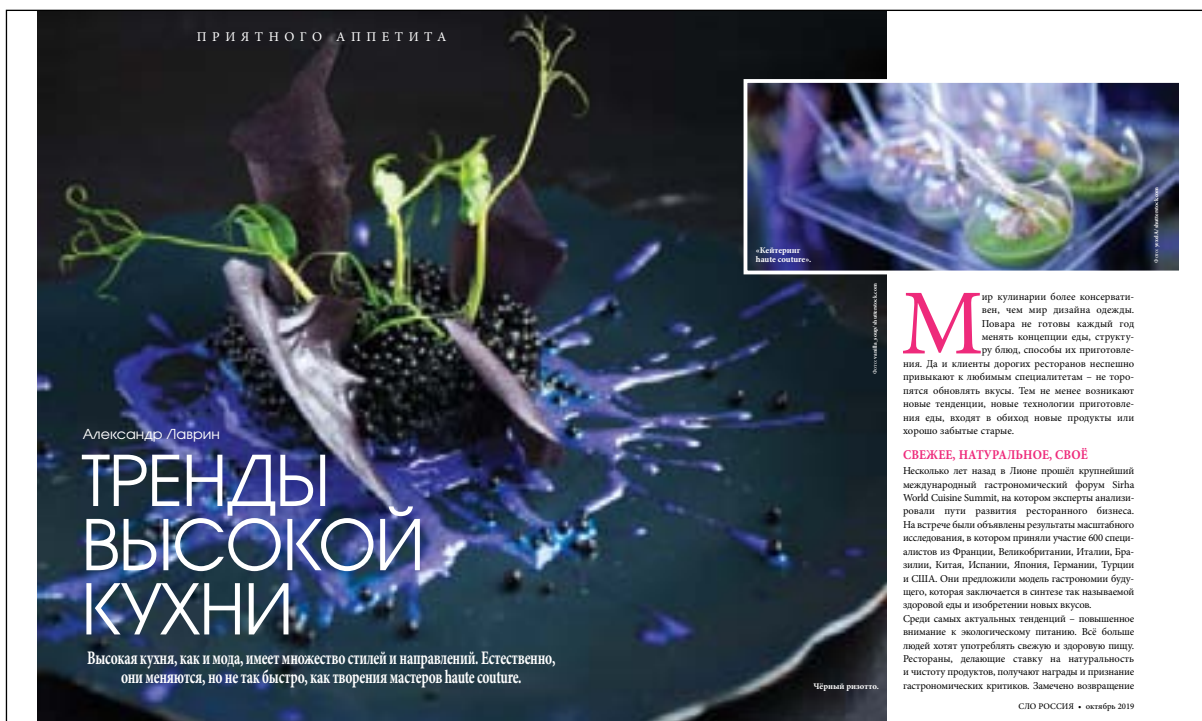 ПРИЯТНОГО АППЕТИТА
«Кейтеринг
haute couture».
Александр Лаврин
ТРЕНДЫ
ВЫСОКОЙ
КУХНИ
Высокая кухня, как и мода, имеет множество стилей и направлений. Естественно,
они меняются, но не так быстро, как творения мастеров haute couture.
Чёрный ризотто.
Мир кулинарии более консервати-
вен, чем мир дизайна одежды.
Повара не готовы каждый год
менять концепции еды, структу-
ру блюд, способы их приготовле-
ния. Да и клиенты дорогих ресторанов неспешно
привыкают к любимым специалитетам – не торо-
пятся обновлять вкусы. Тем не менее возникают
новые тенденции, новые технологии приготовле-
ния еды, входят в обиход новые продукты или
хорошо забытые старые.
СВЕЖЕЕ, НАТУРАЛЬНОЕ, СВОЁ
Несколько лет назад в Лионе прошёл крупнейший
международный гастрономический форум Sirha
World Cuisine Summit, на котором эксперты анализи-
ровали пути развития ресторанного бизнеса.
На встрече были объявлены результаты масштабного
исследования, в котором приняли участие 600 специ-
алистов из Франции, Великобритании, Италии, Бра-
зилии, Китая, Испании, Япония, Германии, Турции
и США. Они предложили модель гастрономии буду-
щего, которая заключается в синтезе так называемой
здоровой еды и изобретении новых вкусов.
Среди самых актуальных тенденций – повышенное
внимание к экологическому питанию. Всё больше
людей хотят употреблять свежую и здоровую пищу.
Рестораны, делающие ставку на натуральность
и чистоту продуктов, получают награды и признание
гастрономических критиков. Замечено возвращение
СЛО РОССИЯ • октябрь 2019